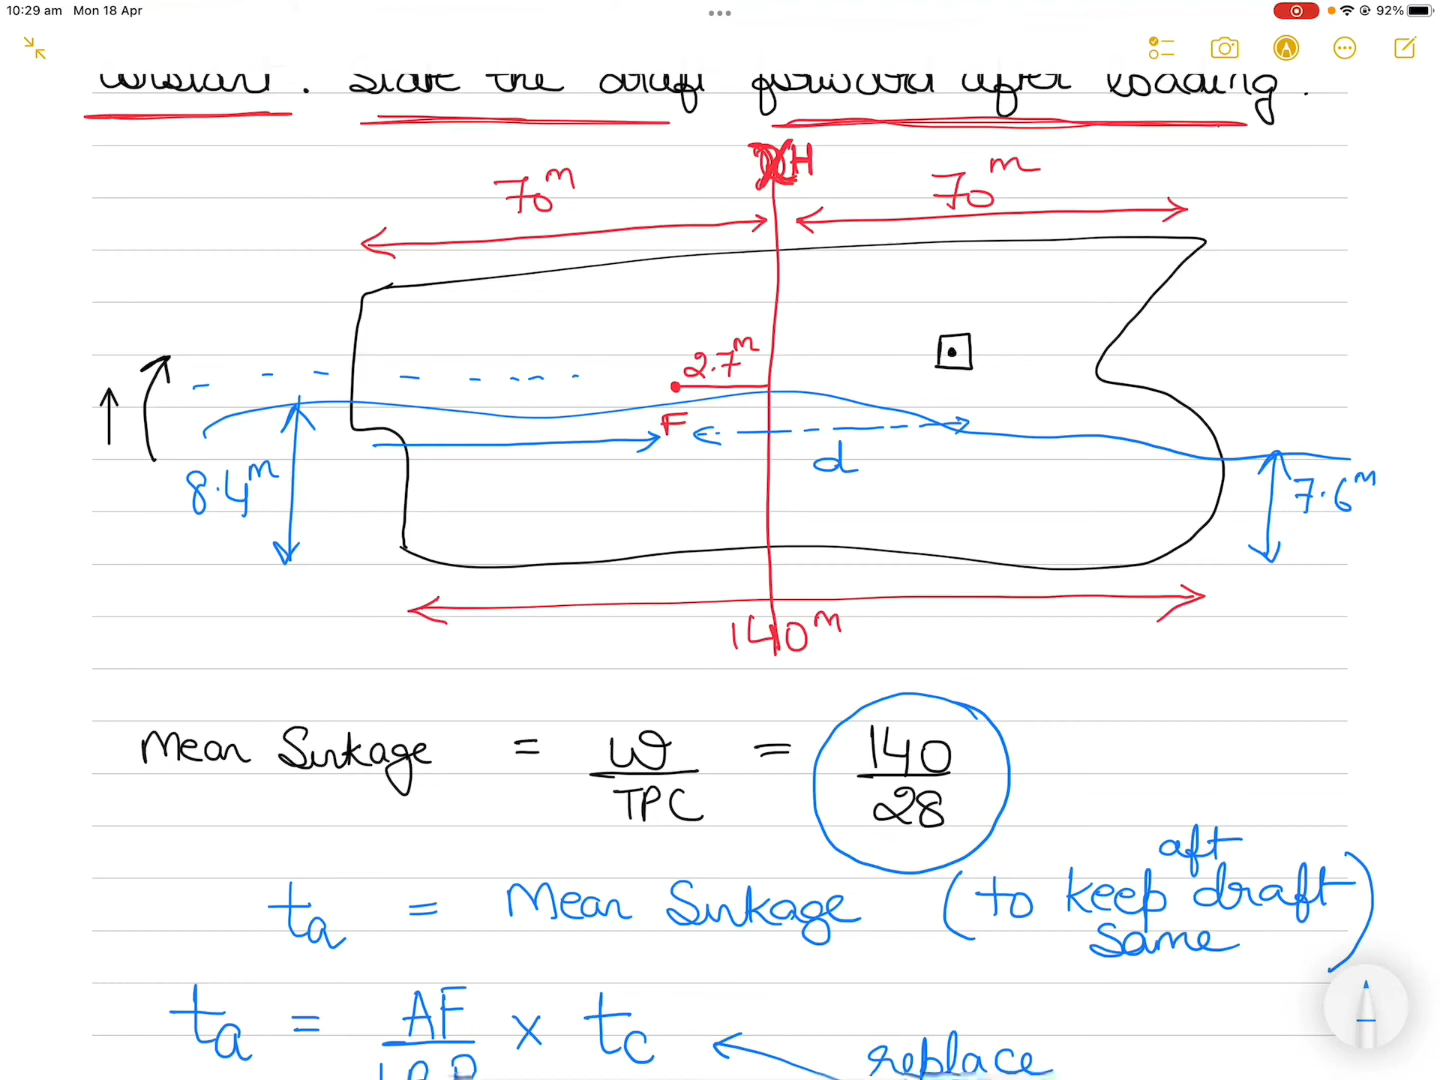 10:29 am Mon 18 Apr
92%
constant. State the draft forward after loading.
H
70m
70m
2.7m
F
d
8.4m
7.6m
140m
Mean Sinkage = W/TPC = 140/28
ta = Mean Sinkage (to keep aft draft same)
ta = AF/LBP × tc
replace